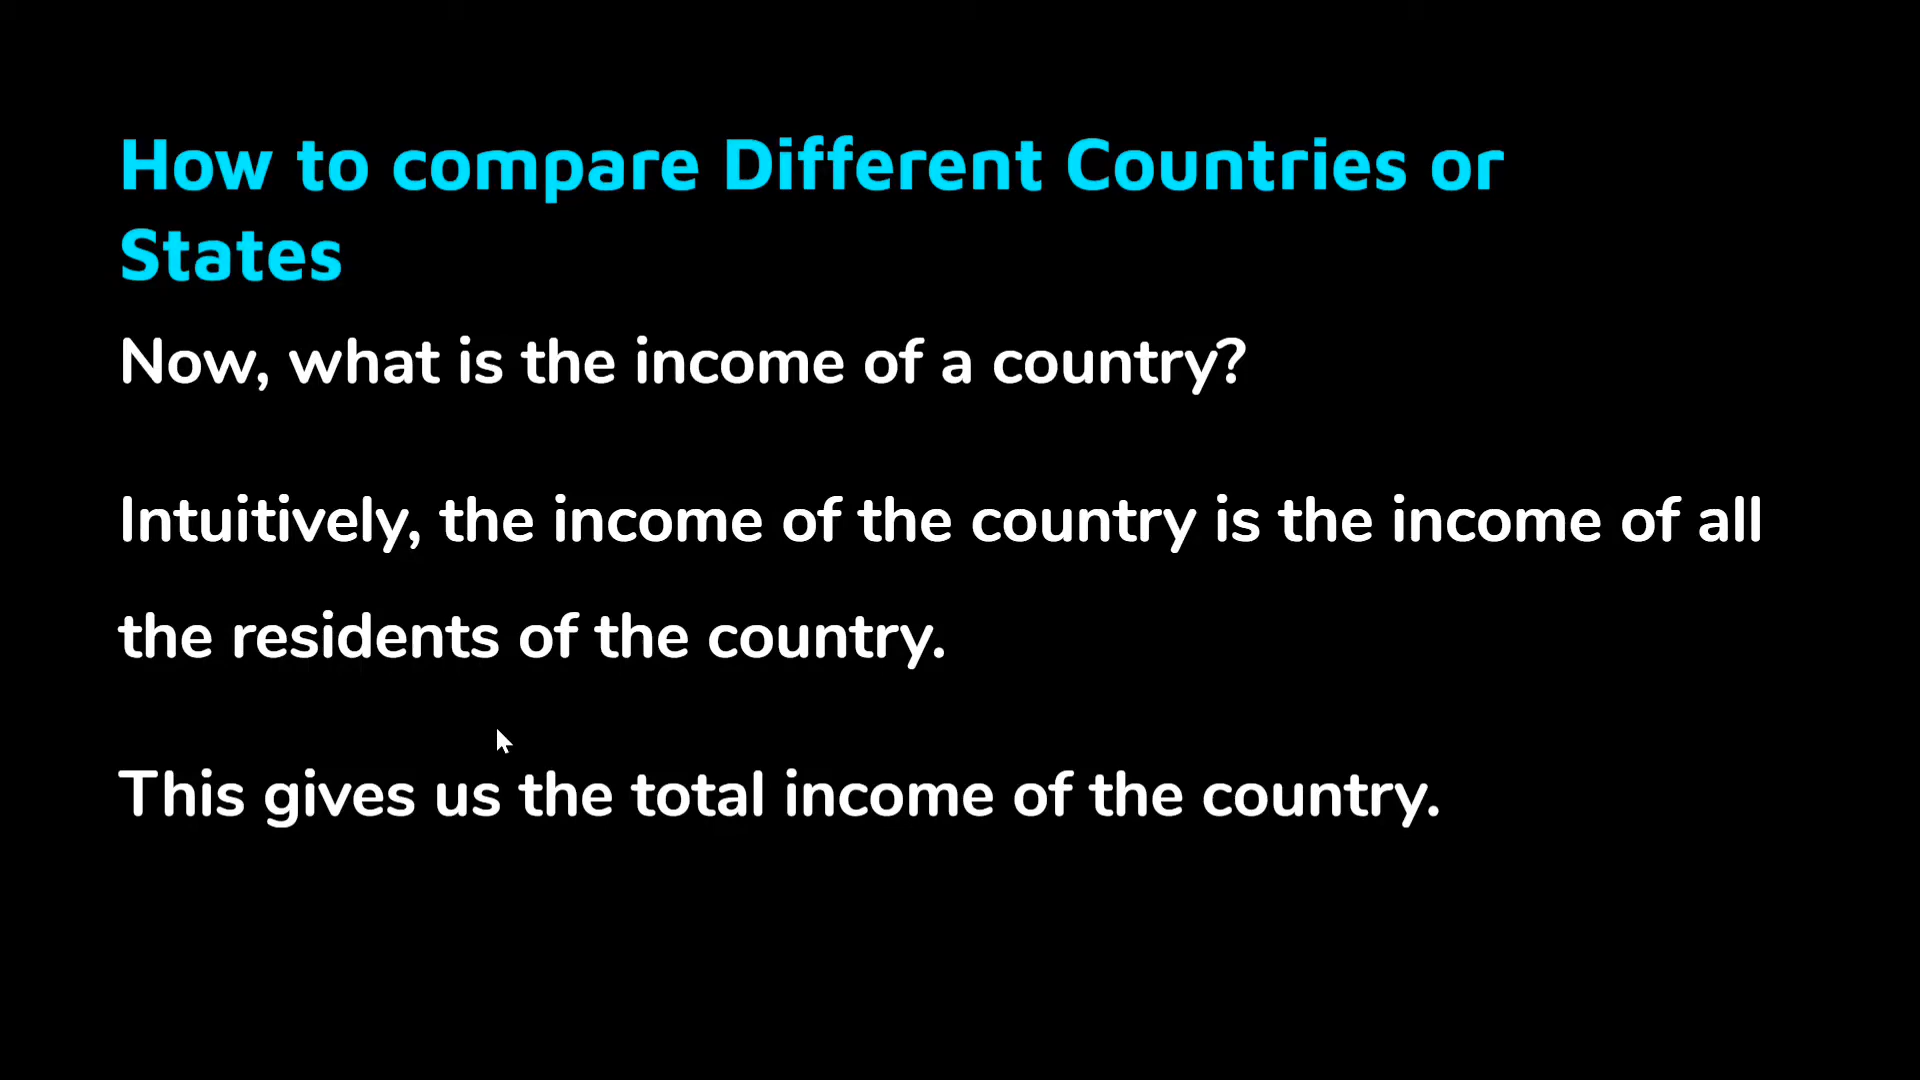 How to compare Different Countries or
States
Now, what is the income of a country?
Intuitively, the income of the country is the income of all
the residents of the country.
This gives us the total income of the country.